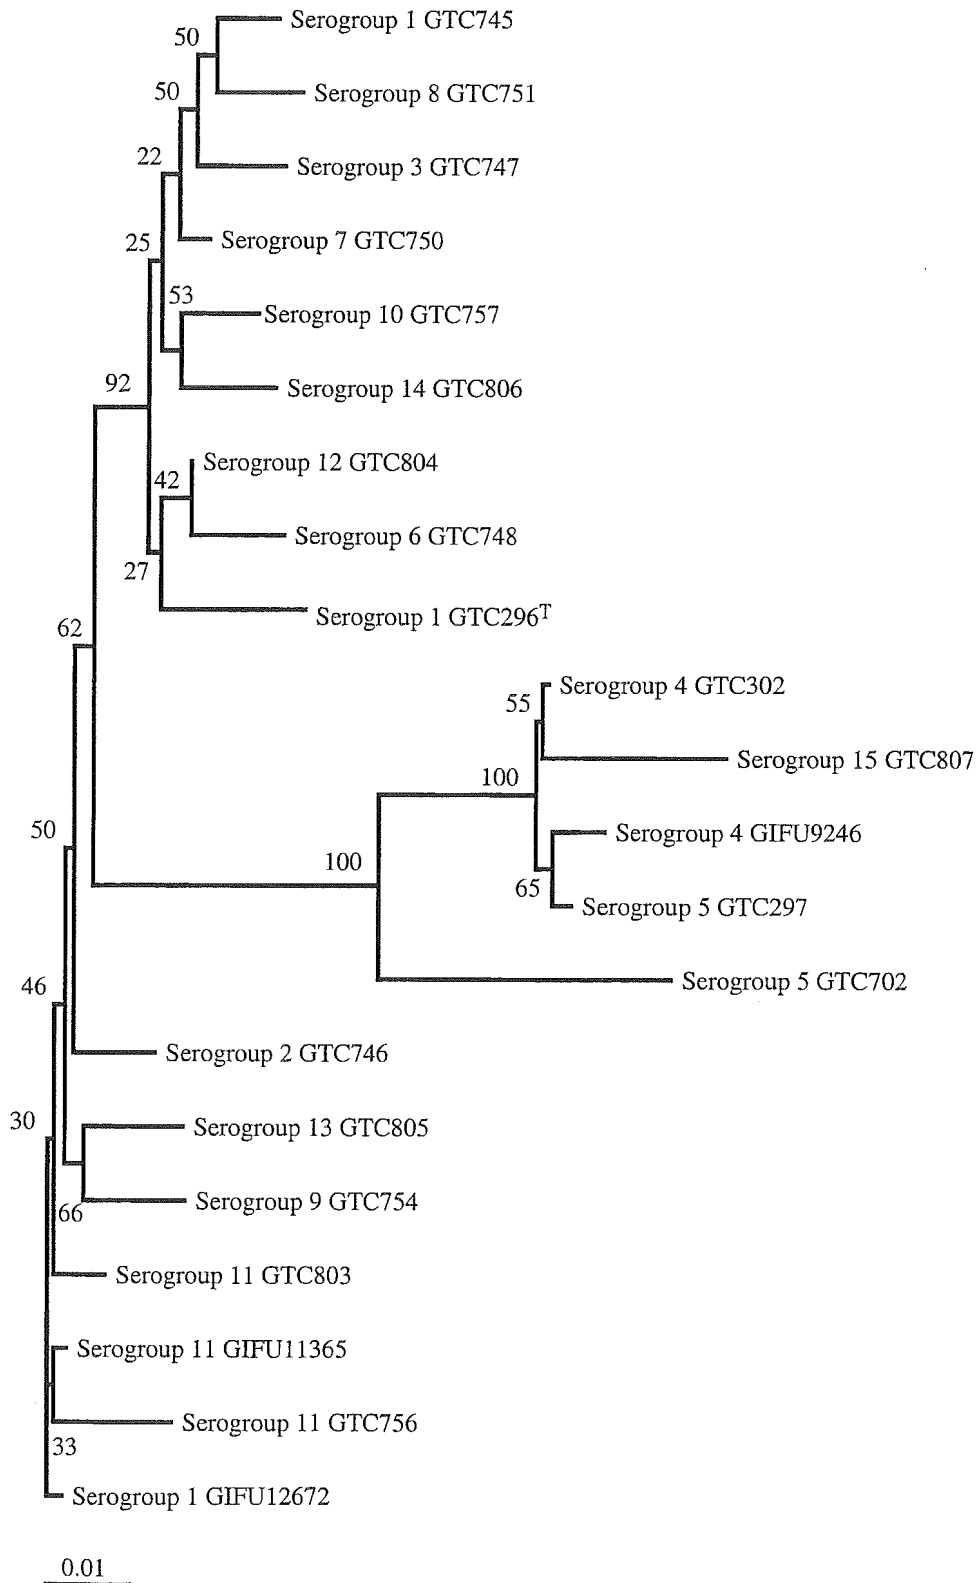 Serogroup 1 GTC745
50
Serogroup 8 GTC751
50
22
Serogroup 3 GTC747
Serogroup 7 GTC750
25
53
Serogroup 10 GTC757
92
Serogroup 14 GTC806
Serogroup 12 GTC804
42
Serogroup 6 GTC748
27
Serogroup 1 GTC296T
62
Serogroup 4 GTC302
55
Serogroup 15 GTC807
100
50
Serogroup 4 GIFU9246
100
65
Serogroup 5 GTC297
46
Serogroup 5 GTC702
Serogroup 2 GTC746
30
Serogroup 13 GTC805
66
Serogroup 9 GTC754
Serogroup 11 GTC803
Serogroup 11 GIFU11365
Serogroup 11 GTC756
33
Serogroup 1 GIFU12672
0.01